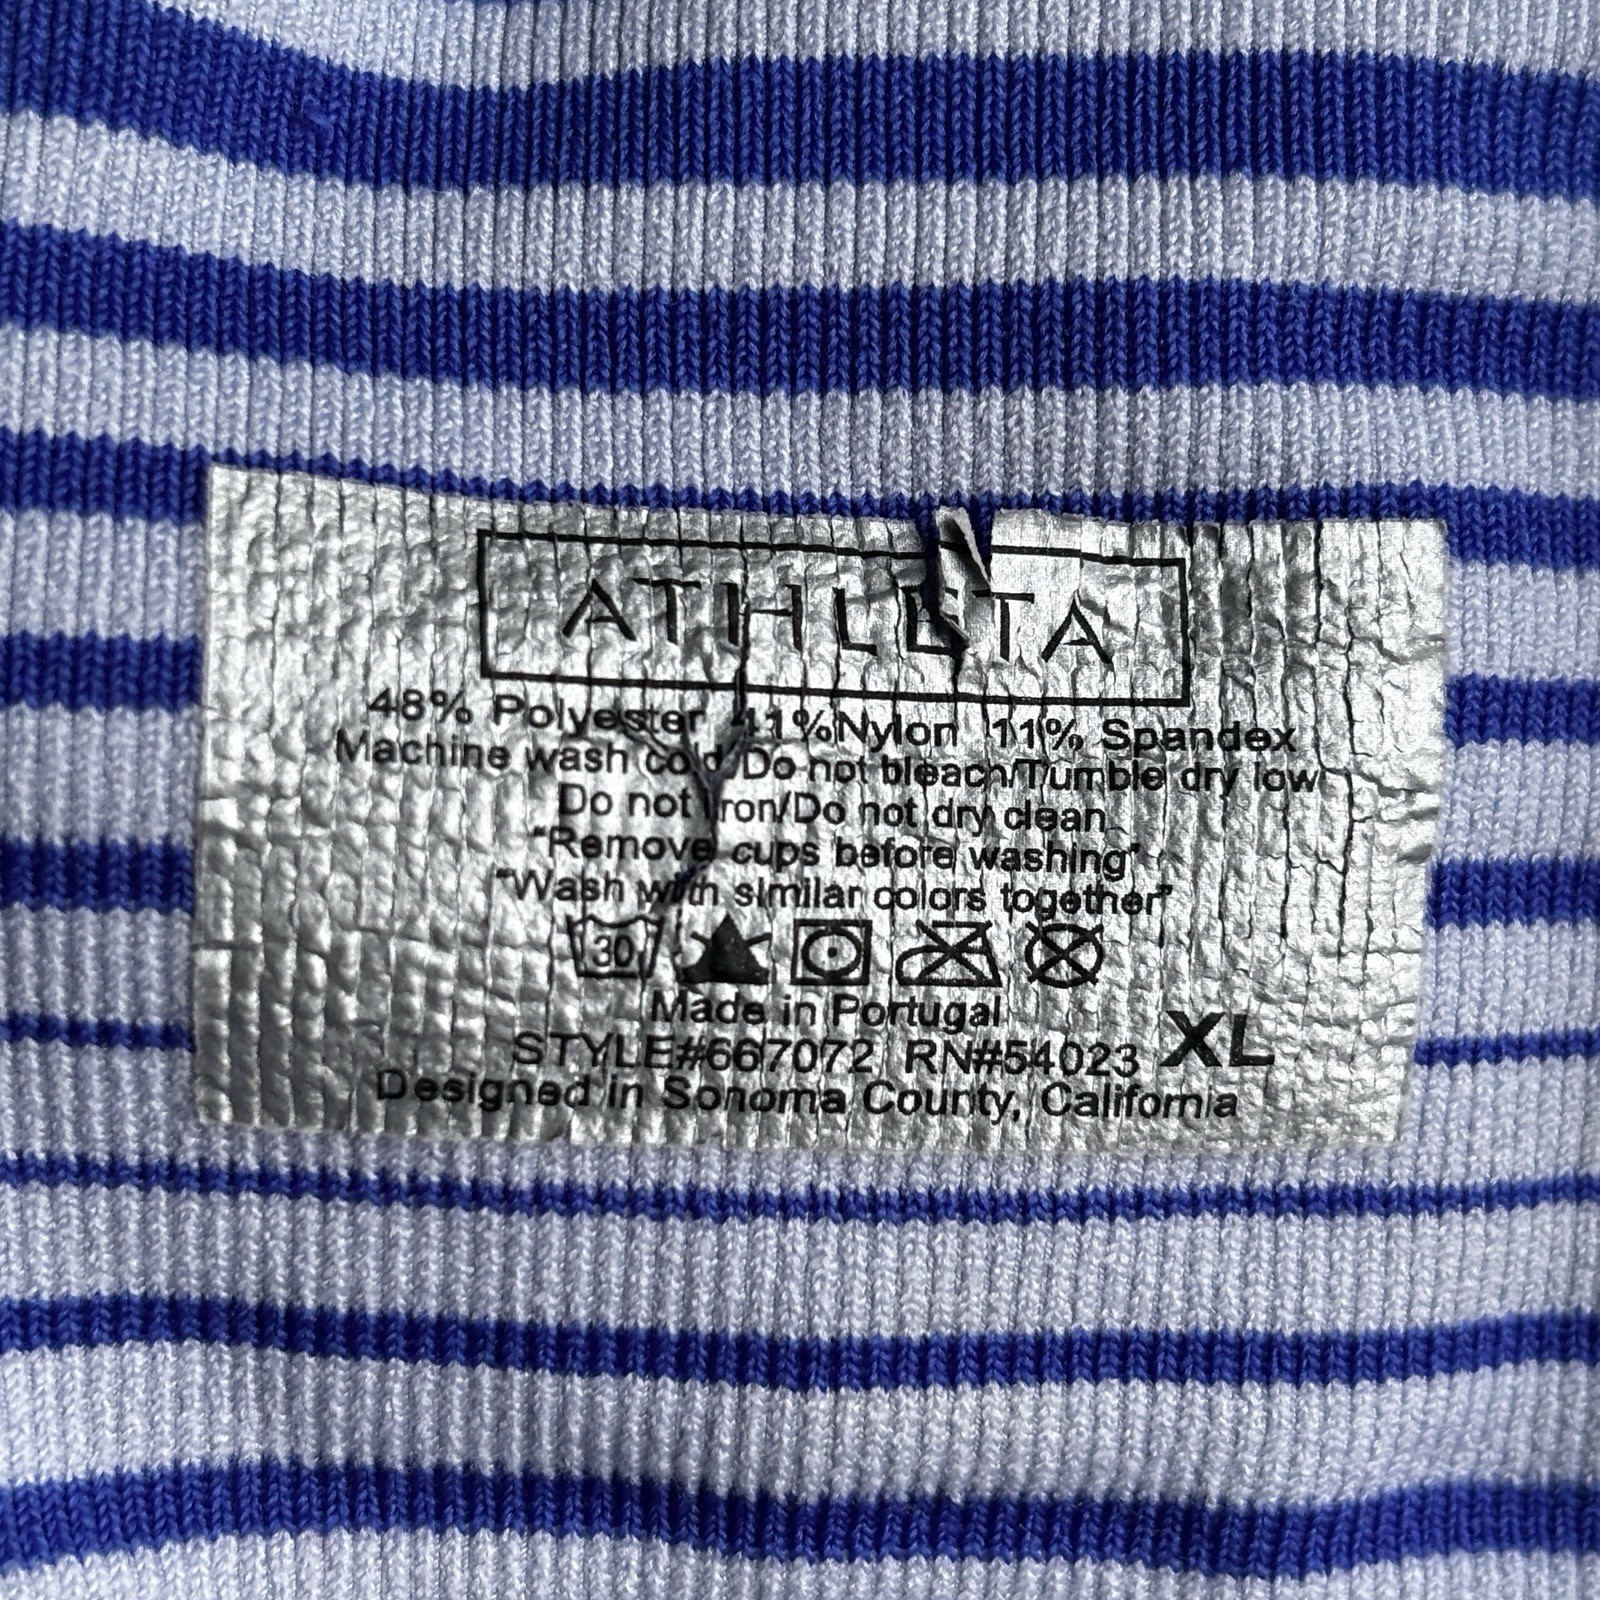 ATHLETA
48% Polyester 41%Nylon 11% Spandex
Machine wash cold/Do not bleach/Tumble dry low
Do not iron/Do not dry clean
"Remove cups before washing"
"Wash with similar colors together"
30
Made in Portugal
STYLE#667072 RN#54023 XL
Designed in Sonoma County, California